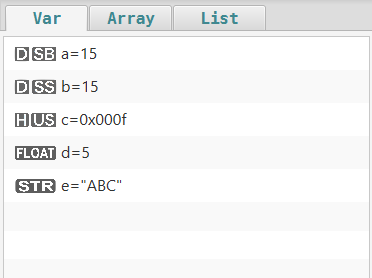 Var Array List
D SB a=15
D SS b=15
H US c=0x000f
FLOAT d=5
STR e="ABC"